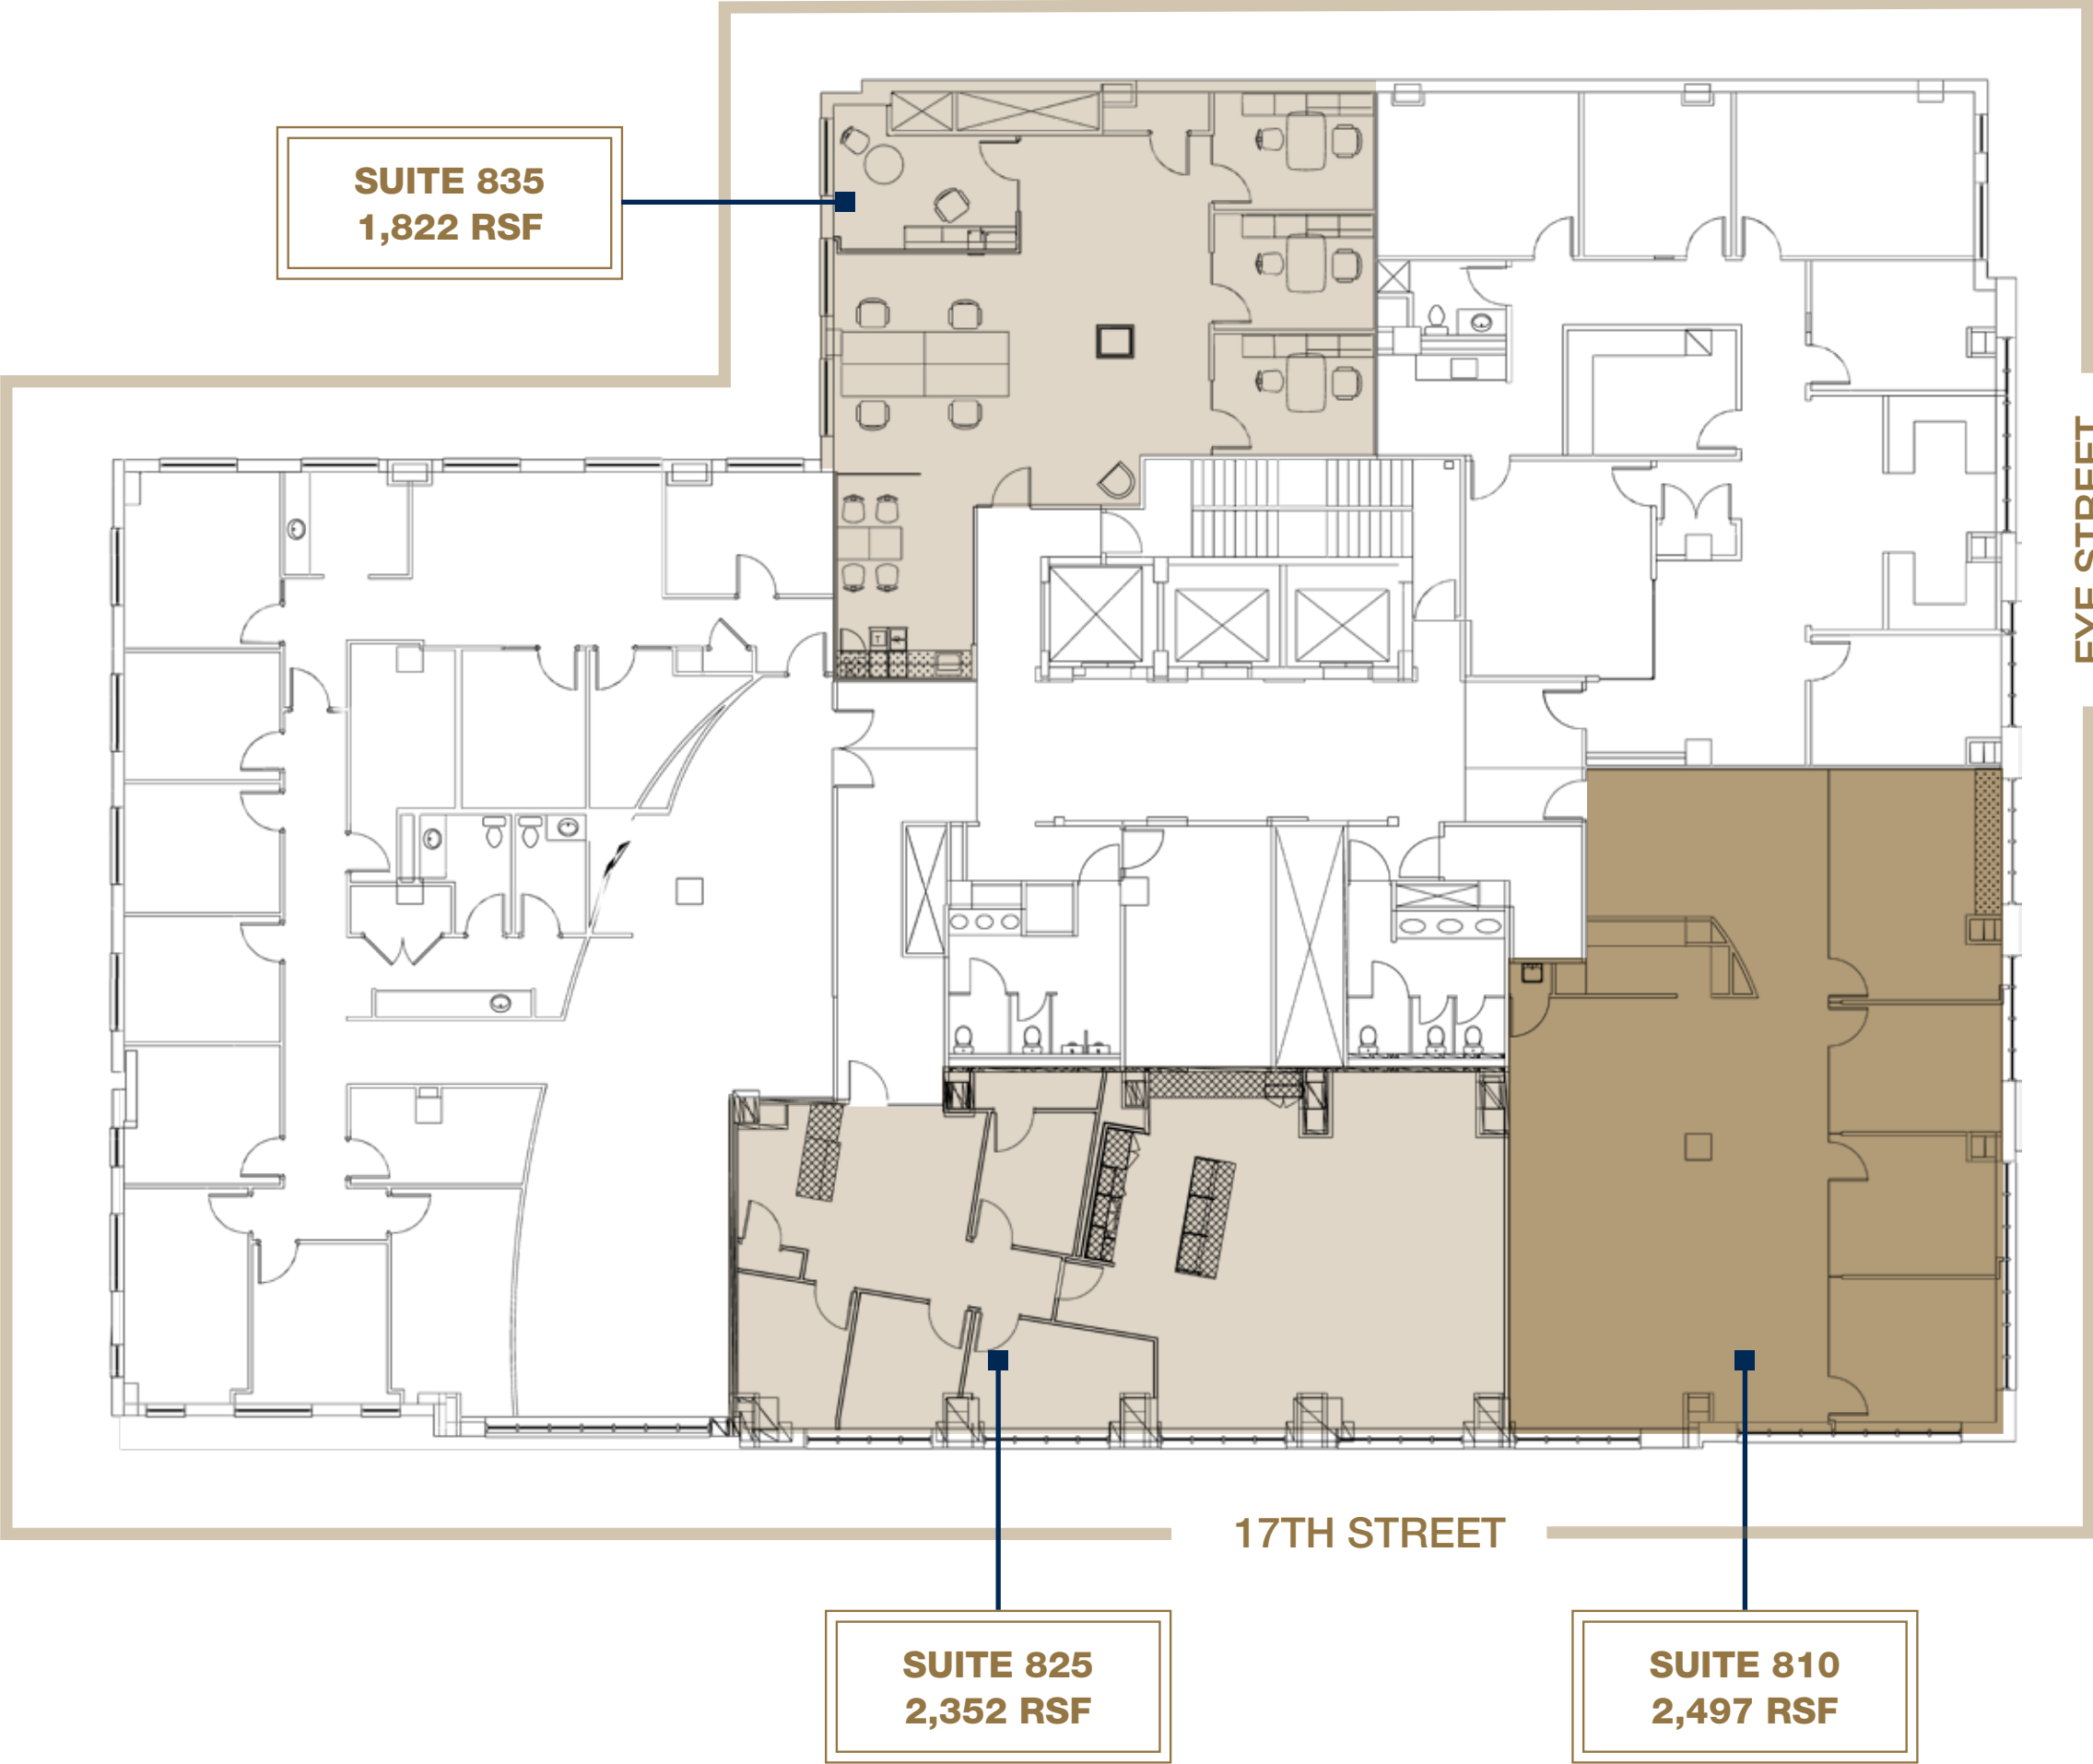 SUITE 835
1,822 RSF
EYE STREET
T
17TH STREET
SUITE 825
2,352 RSF
SUITE 810
2,497 RSF